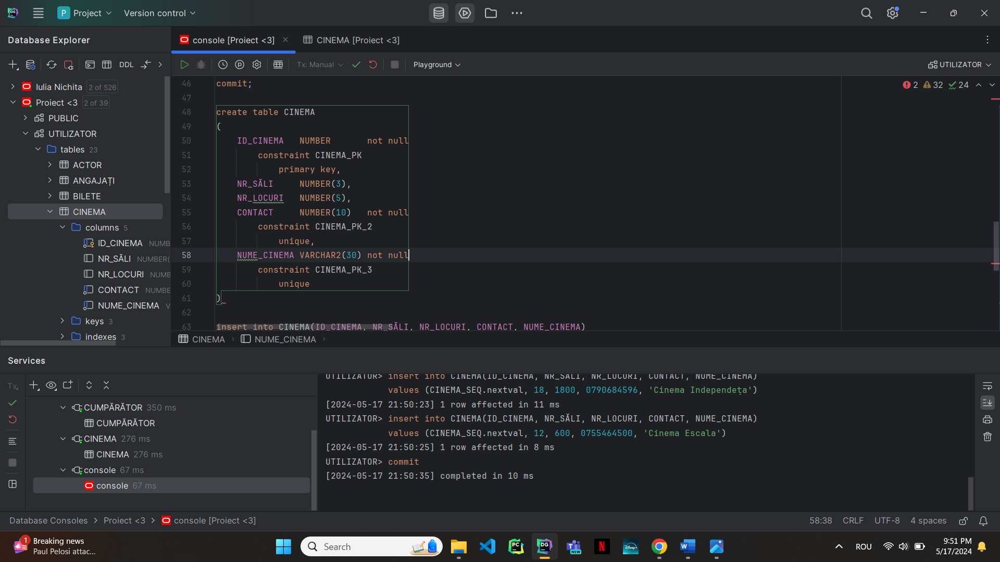 DG
P Project
Version control
Database Explorer
console [Proiect <3]
CINEMA [Proiect <3]
DDL
Tx: Manual
Playground
UTILIZATOR
Iulia Nichita 2 of 526
Proiect <3 2 of 39
PUBLIC
UTILIZATOR
tables 23
ACTOR
ANGAJAȚI
BILETE
CINEMA
columns 5
ID_CINEMA NUMB
NR_SĂLI NUMBER(
NR_LOCURI NUMB
CONTACT NUMBE
NUME_CINEMA V
keys 3
indexes 3
2 32 24
46 commit;
47
48 create table CINEMA
49 (
50 ID_CINEMA NUMBER not null
51 constraint CINEMA_PK
52 primary key,
53 NR_SĂLI NUMBER(3),
54 NR_LOCURI NUMBER(5),
55 CONTACT NUMBER(10) not null
56 constraint CINEMA_PK_2
57 unique,
58 NUME_CINEMA VARCHAR2(30) not null
59 constraint CINEMA_PK_3
60 unique
61 )
62
63 insert into CINEMA(ID_CINEMA, NR_SĂLI, NR_LOCURI, CONTACT, NUME_CINEMA)
CINEMA > NUME_CINEMA >
Services
Tx
CUMPĂRĂTOR 350 ms
CUMPĂRĂTOR
CINEMA 276 ms
CINEMA 276 ms
console 67 ms
console 67 ms
UTILIZATOR> insert into CINEMA(ID_CINEMA, NR_SĂLI, NR_LOCURI, CONTACT, NUME_CINEMA)
values (CINEMA_SEQ.nextval, 18, 1800, 0790684596, 'Cinema Independeța')
[2024-05-17 21:50:23] 1 row affected in 11 ms
UTILIZATOR> insert into CINEMA(ID_CINEMA, NR_SĂLI, NR_LOCURI, CONTACT, NUME_CINEMA)
values (CINEMA_SEQ.nextval, 12, 600, 0755464500, 'Cinema Escala')
[2024-05-17 21:50:25] 1 row affected in 8 ms
UTILIZATOR> commit
[2024-05-17 21:50:35] completed in 10 ms
Database Consoles > Proiect <3 > console [Proiect <3]
58:38 CRLF UTF-8 4 spaces
1
Breaking news
Paul Pelosi attac...
Search
PC
DG
NEW
N
Disney+
W
ROU
9:51 PM
5/17/2024